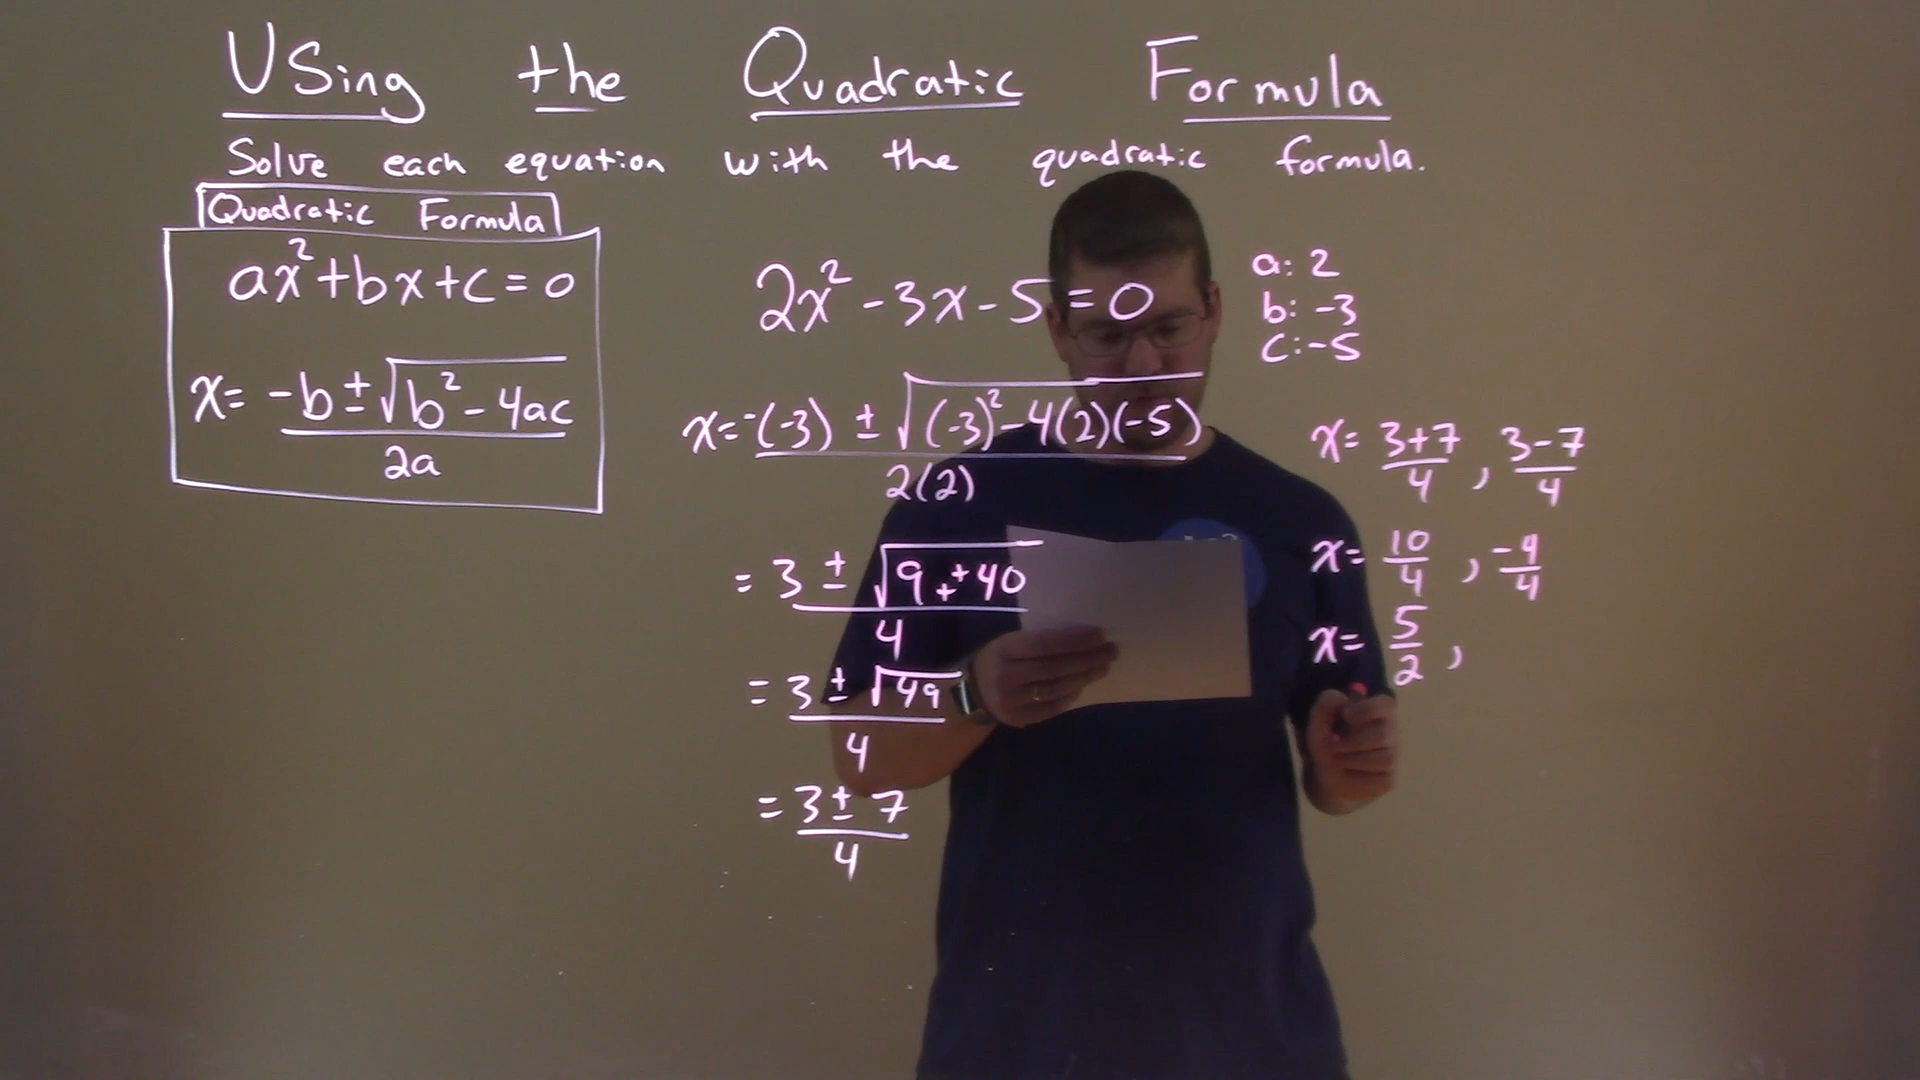 Using the Quadratic Formula
Solve each equation with the quadratic formula.
Quadratic Formula
ax²+bx+c=0
x= -b±√b²-4ac
2a
2x²-3x-5=0
a: 2
b: -3
c: -5
x= -(-3) ± √(-3)²-4(2)(-5)
2(2)
= 3 ± √9 + +40
4
= 3 ± √49
4
= 3 ± 7
4
x= 3+7/4 , 3-7/4
x= 10/4 , -4/4
x= 5/2 ,